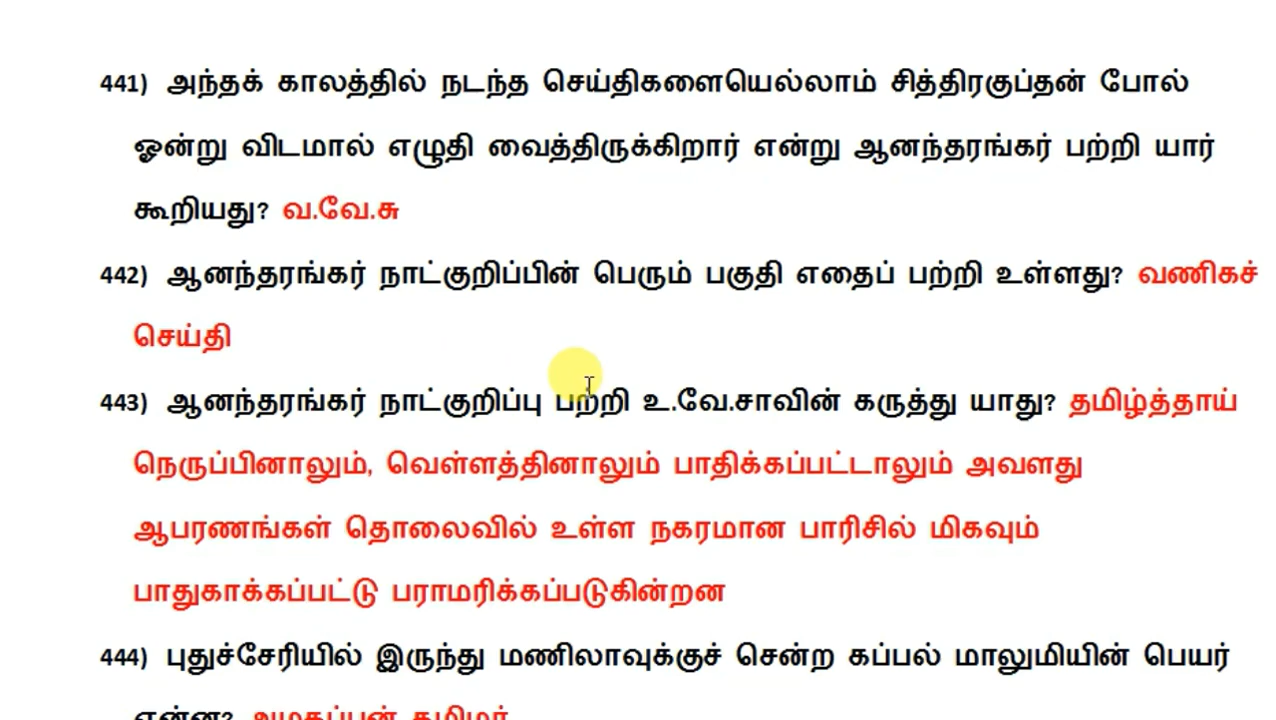 441) அந்தக் காலத்தில் நடந்த செய்திகளையெல்லாம் சித்திரகுப்தன் போல்
ஓன்று விடமால் எழுதி வைத்திருக்கிறார் என்று ஆனந்தரங்கர் பற்றி யார்
கூறியது? வ.வே.சு
442) ஆனந்தரங்கர் நாட்குறிப்பின் பெரும் பகுதி எதைப் பற்றி உள்ளது? வணிகச்
செய்தி
443) ஆனந்தரங்கர் நாட்குறிப்பு பற்றி உ.வே.சாவின் கருத்து யாது? தமிழ்த்தாய்
நெருப்பினாலும், வெள்ளத்தினாலும் பாதிக்கப்பட்டாலும் அவளது
ஆபரணங்கள் தொலைவில் உள்ள நகரமான பாரிசில் மிகவும்
பாதுகாக்கப்பட்டு பராமரிக்கப்படுகின்றன
444) புதுச்சேரியில் இருந்து மணிலாவுக்குச் சென்ற கப்பல் மாலுமியின் பெயர்
என்ன?